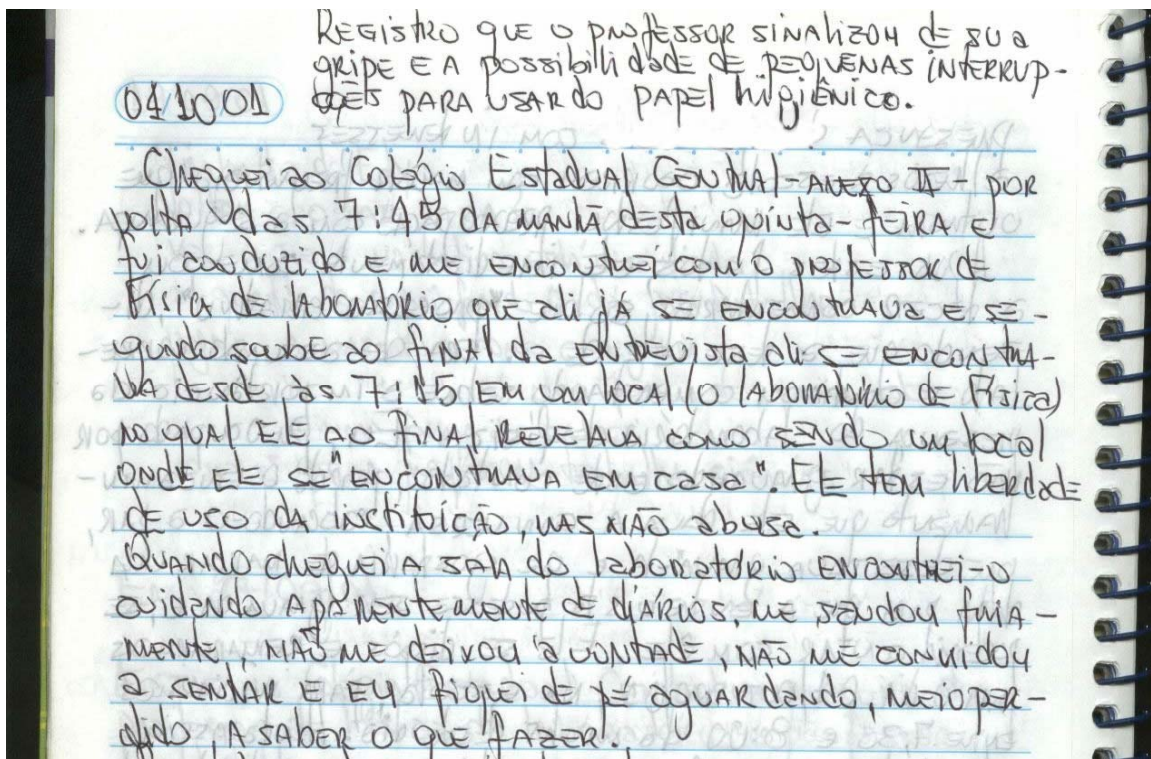 REGISTRO QUE O PROFESSOR SINALIZOU DE SUA
GRIPE E A POSSIBILIDADE DE PEQUENAS INTERRUP-
ÇÕES PARA USAR DO PAPEL HIGIÊNICO.
041001
CHEGUEI AO COLÉGIO ESTADUAL CENTRAL - ANEXO II - POR
VOLTA DAS 7:45 DA MANHÃ DESTA QUINTA-FEIRA E
FUI CONDUZIDO E ME ENCONTREI COM O PROFESSOR DE
FÍSICA DE LABORATÓRIO QUE ALI JÁ SE ENCONTRAVA E SE-
GUNDO SOUBE AO FINAL DA ENTREVISTA ALI SE ENCONTRA-
VA DESDE ÀS 7:15 EM UM LOCAL (O LABORATÓRIO DE FÍSICA)
NO QUAL ELE AO FINAL REVELAVA COMO SENDO UM LOCAL
ONDE ELE SE "ENCONTRAVA EM CASA". ELE TEM LIBERDADE
DE USO DA INSTITUIÇÃO, MAS NÃO ABUSA.
QUANDO CHEGUEI A SALA DO LABORATÓRIO ENCONTREI-O
CUIDANDO APARENTEMENTE DE DIÁRIOS, ME SAUDOU FRIA-
MENTE, NÃO ME DEIXOU À VONTADE, NÃO ME CONVIDOU
A SENTAR E EU FIQUEI DE PÉ AGUARDANDO, MEIO PER-
DIDO, A SABER O QUE FAZER.